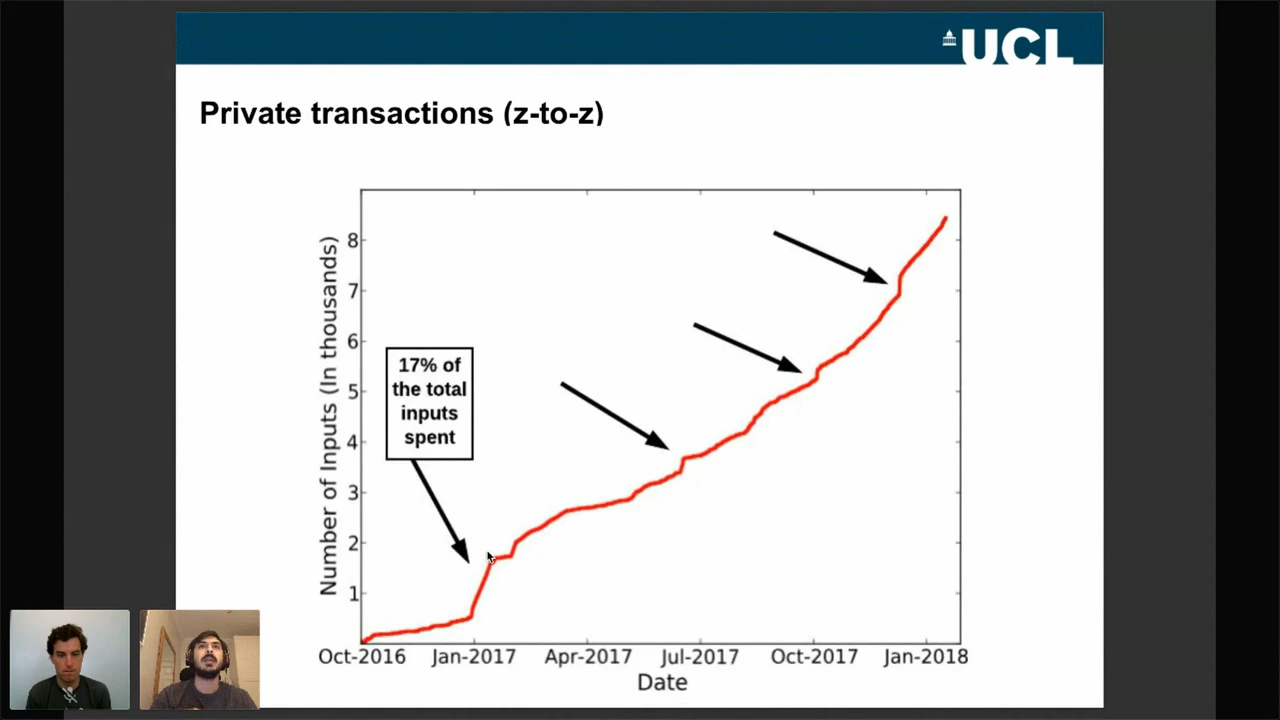 UCL
Private transactions (z-to-z)
Number of Inputs (In thousands)
8
7
6
5
4
3
2
1
17% of
the total
inputs
spent
Oct-2016 Jan-2017 Apr-2017 Jul-2017 Oct-2017 Jan-2018
Date